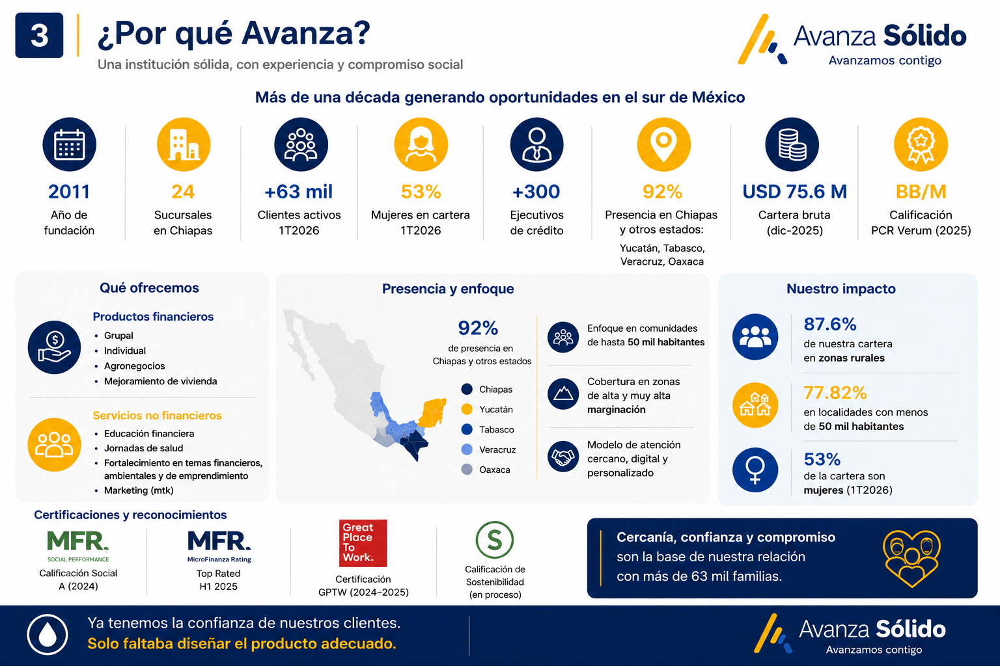 3
¿Por qué Avanza?
Una institución sólida, con experiencia y compromiso social
Avanza Sólido
Avanzamos contigo
Más de una década generando oportunidades en el sur de México
2011
Año de
fundación
24
Sucursales
en Chiapas
+63 mil
Clientes activos
1T2026
53%
Mujeres en cartera
1T2026
+300
Ejecutivos
de crédito
92%
Presencia en Chiapas
y otros estados:
Yucatán, Tabasco,
Veracruz, Oaxaca
USD 75.6 M
Cartera bruta
(dic-2025)
BB/M
Calificación
PCR Verum (2025)
Qué ofrecemos
Productos financieros
• Grupal
• Individual
• Agronegocios
• Mejoramiento de vivienda
Servicios no financieros
• Educación financiera
• Jornadas de salud
• Fortalecimiento en temas financieros,
ambientales y de emprendimiento
• Marketing (mtk)
Presencia y enfoque
92%
de presencia en
Chiapas y otros estados
Chiapas
Yucatán
Tabasco
Veracruz
Oaxaca
Enfoque en comunidades
de hasta 50 mil habitantes
Cobertura en zonas
de alta y muy alta
marginación
Modelo de atención
cercano, digital y
personalizado
Nuestro impacto
87.6%
de nuestra cartera
en zonas rurales
77.82%
en localidades con menos
de 50 mil habitantes
53%
de la cartera son
mujeres (1T2026)
Certificaciones y reconocimientos
MFR.
SOCIAL PERFORMANCE
Calificación Social
A (2024)
MFR.
MicroFinanza Rating
Top Rated
H1 2025
Great
Place
To
Work.
Certificación
GPTW (2024–2025)
S
Calificación de
Sostenibilidad
(en proceso)
Cercanía, confianza y compromiso
son la base de nuestra relación
con más de 63 mil familias.
Ya tenemos la confianza de nuestros clientes.
Solo faltaba diseñar el producto adecuado.
Avanza Sólido
Avanzamos contigo